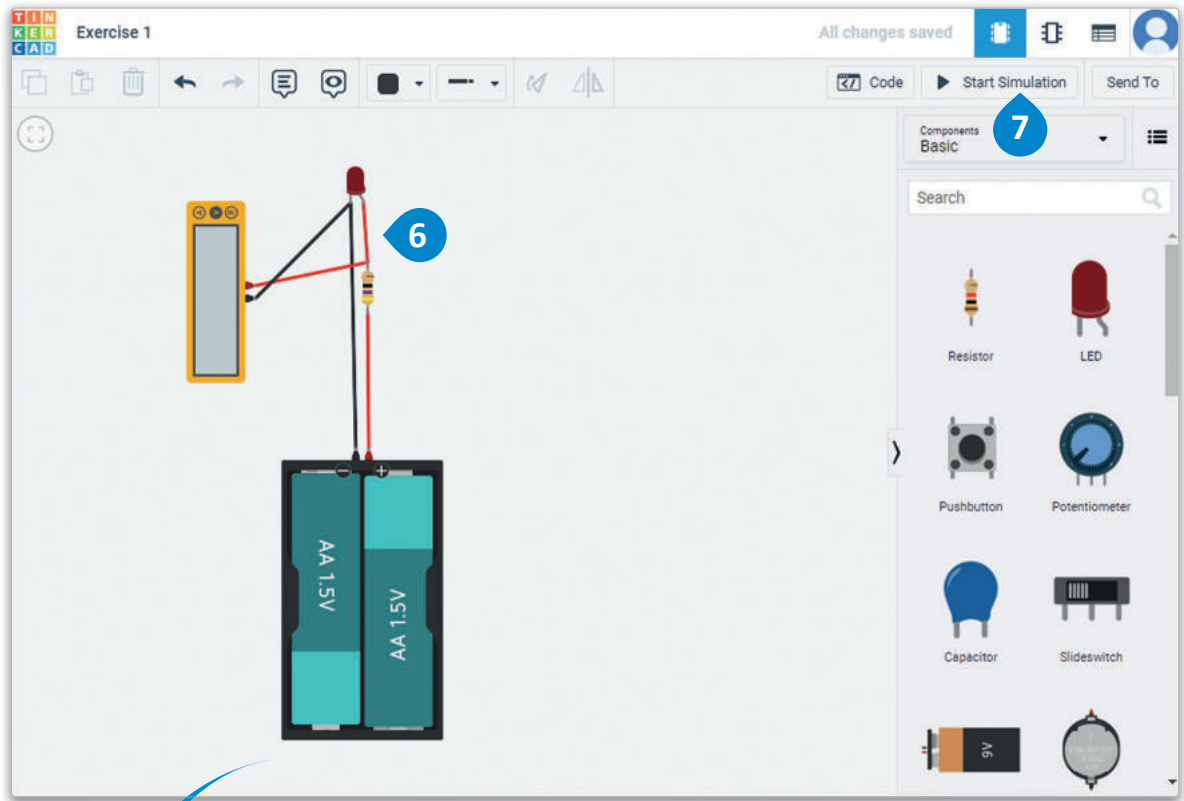 TIN
KER
CAD
Exercise 1
All changes saved
Code
Start Simulation
Send To
7
Components
Basic
Search
6
Resistor
LED
Pushbutton
Potentiometer
Capacitor
Slideswitch
AA 1.5V
AA 1.5V
9V